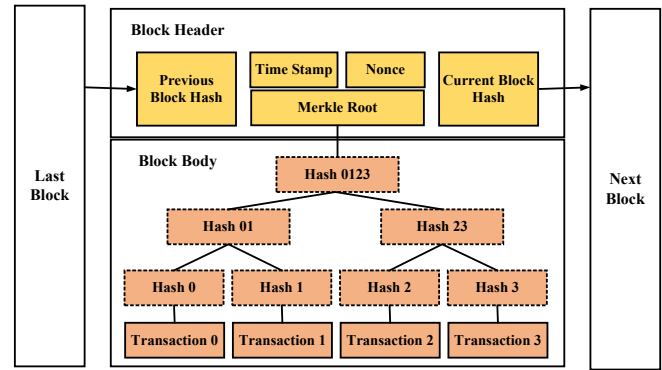 Block Header
Previous
Block Hash
Time Stamp
Nonce
Merkle Root
Current Block
Hash
Last
Block
Block Body
Hash 0123
Hash 01
Hash 23
Hash 0
Hash 1
Hash 2
Hash 3
Transaction 0
Transaction 1
Transaction 2
Transaction 3
Next
Block